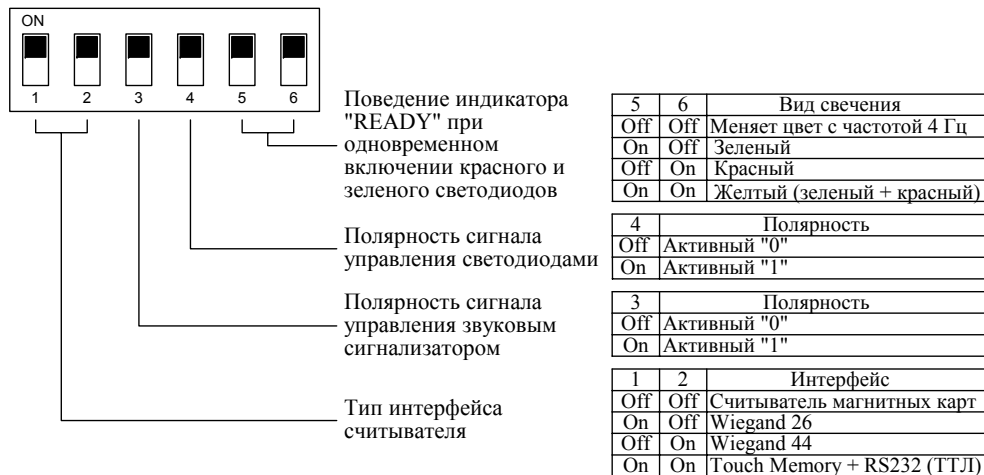 ON
1 2 3 4 5 6
Поведение индикатора
"READY" при
одновременном
включении красного и
зеленого светодиодов
5 6 Вид свечения
Off Off Меняет цвет с частотой 4 Гц
On Off Зеленый
Off On Красный
On On Желтый (зеленый + красный)
Полярность сигнала
управления светодиодами
4 Полярность
Off Активный "0"
On Активный "1"
Полярность сигнала
управления звуковым
сигнализатором
3 Полярность
Off Активный "0"
On Активный "1"
Тип интерфейса
считывателя
1 2 Интерфейс
Off Off Считыватель магнитных карт
On Off Wiegand 26
Off On Wiegand 44
On On Touch Memory + RS232 (ТТЛ)